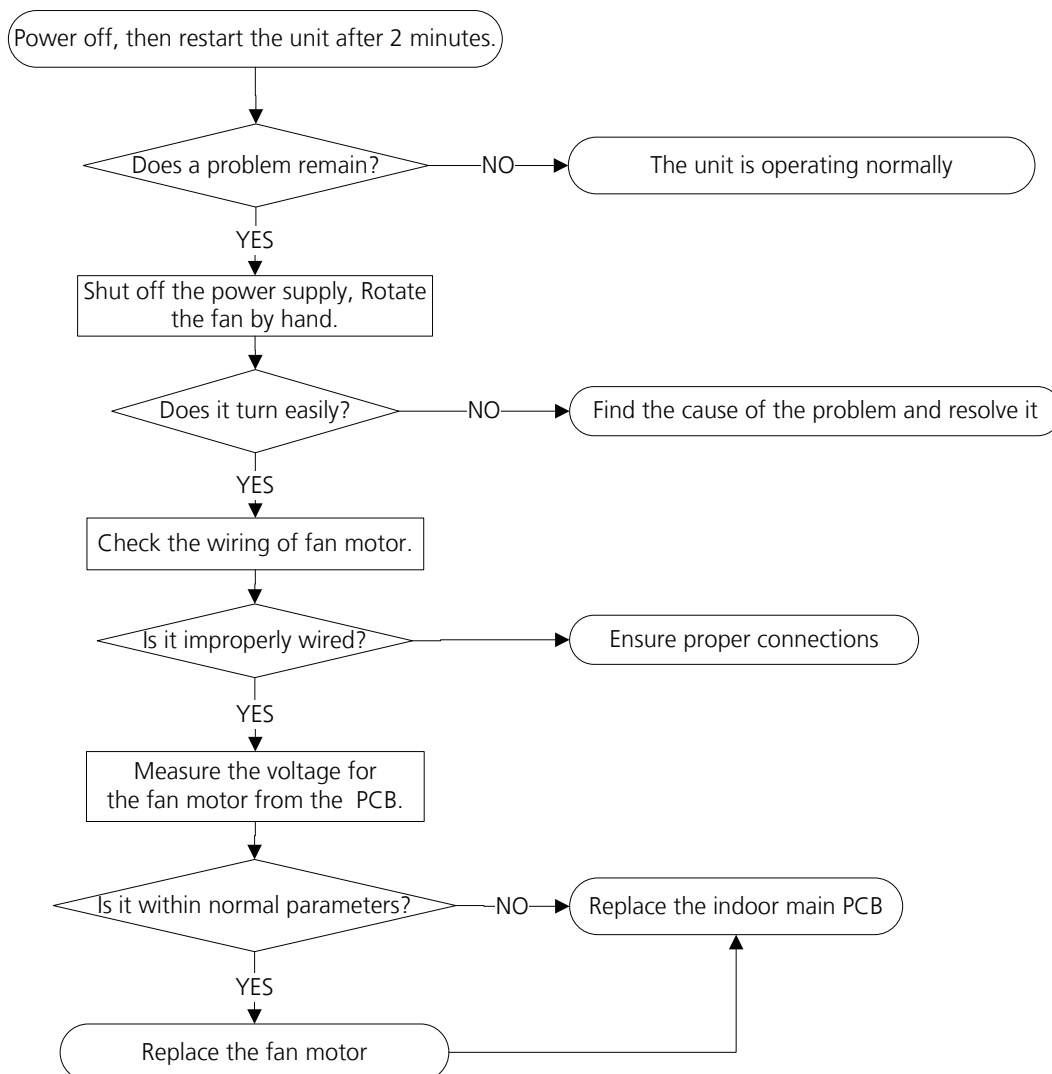 Power off, then restart the unit after 2 minutes.
Does a problem remain?
NO
The unit is operating normally
YES
Shut off the power supply, Rotate
the fan by hand.
Does it turn easily?
NO
Find the cause of the problem and resolve it
YES
Check the wiring of fan motor.
Is it improperly wired?
Ensure proper connections
YES
Measure the voltage for
the fan motor from the PCB.
Is it within normal parameters?
NO
Replace the indoor main PCB
YES
Replace the fan motor